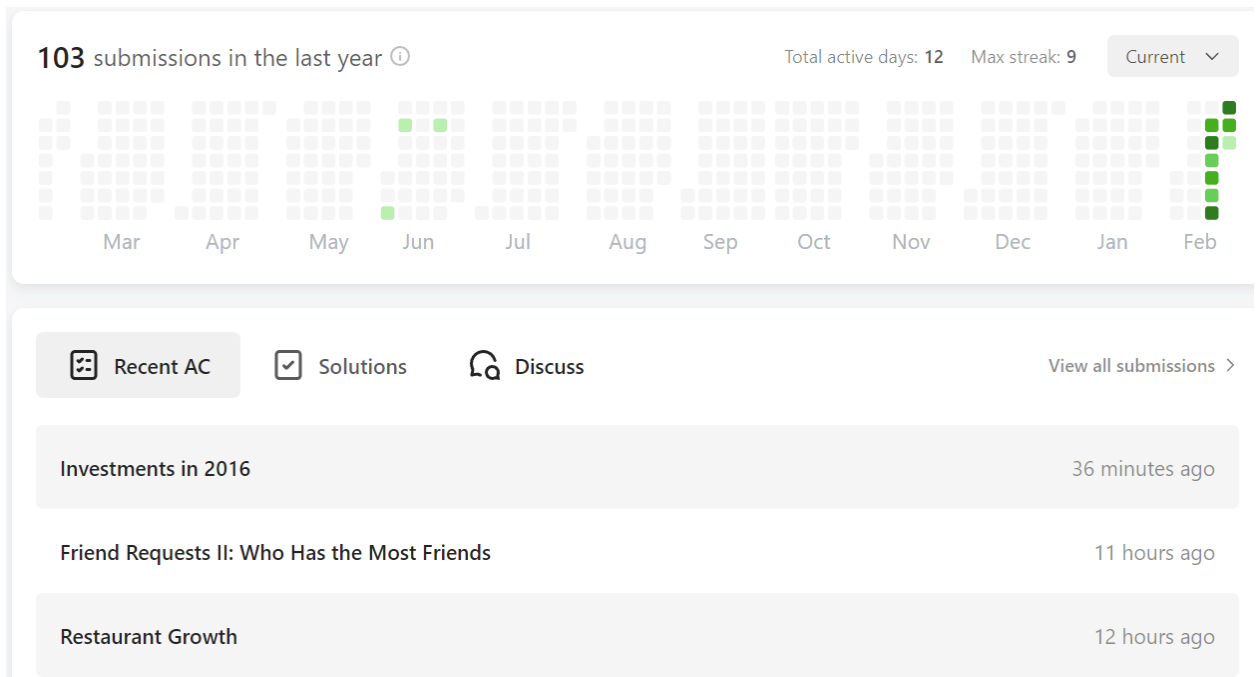 103 submissions in the last year
Total active days: 12 Max streak: 9 Current
Mar Apr May Jun Jul Aug Sep Oct Nov Dec Jan Feb
Recent AC Solutions Discuss View all submissions
Investments in 2016 36 minutes ago
Friend Requests II: Who Has the Most Friends 11 hours ago
Restaurant Growth 12 hours ago